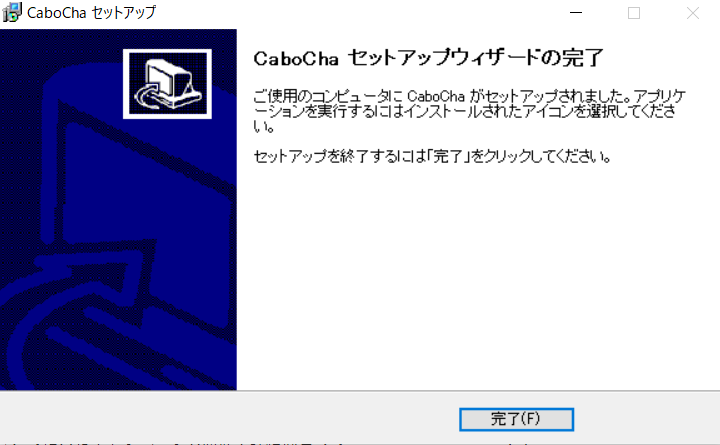 CaboCha セットアップ
CaboCha セットアップウィザードの完了
ご使用のコンピュータに CaboCha がセットアップされました。アプリケ
ーションを実行するにはインストールされたアイコンを選択してくださ
い。
セットアップを終了するには「完了」をクリックしてください。
完了(F)